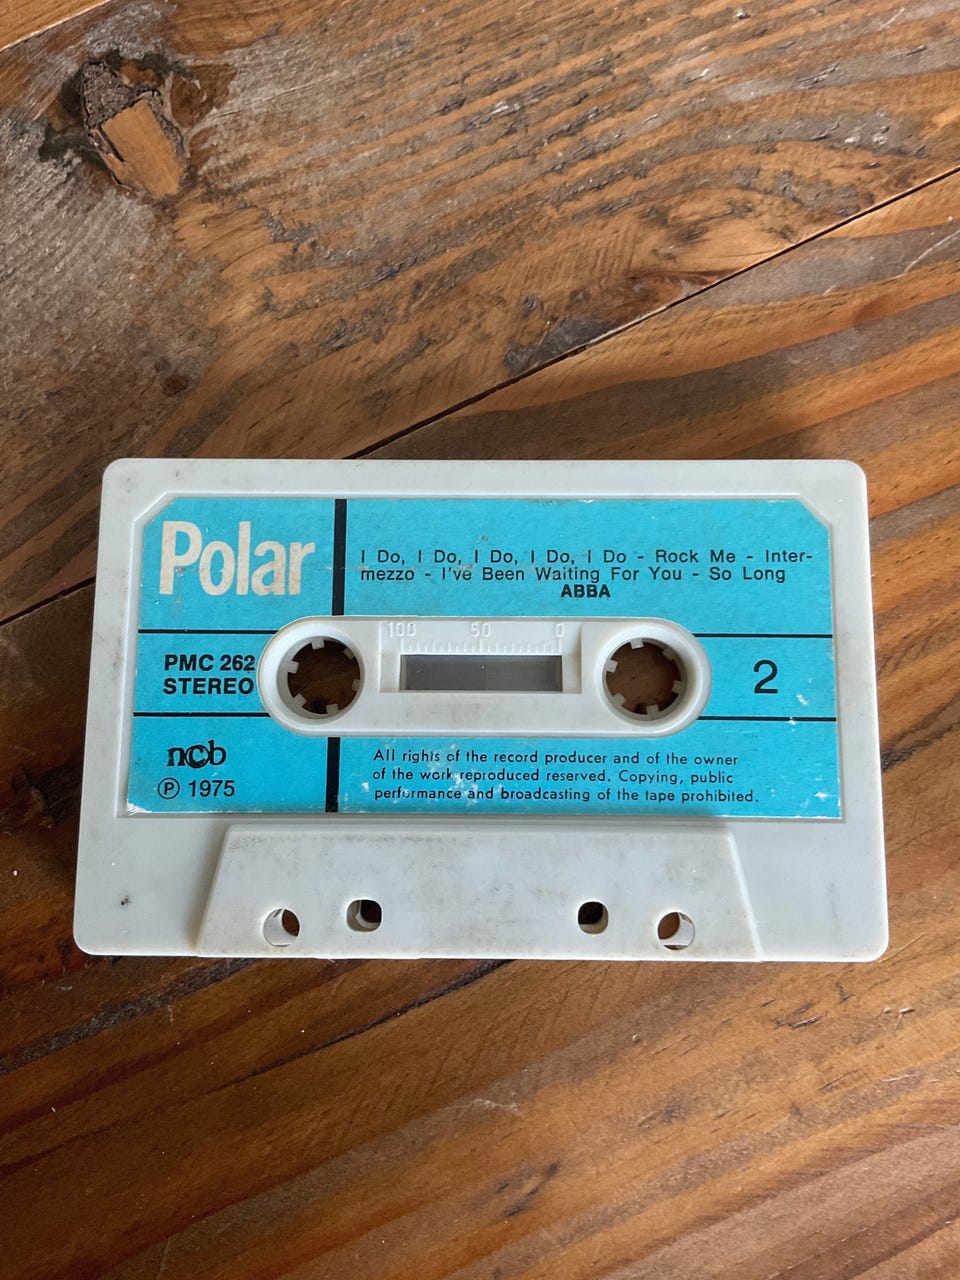 Polar
I Do, I Do, I Do, I Do, I Do - Rock Me - Inter-
mezzo - I've Been Waiting For You - So Long
ABBA
100 50 0
PMC 262
STEREO
2
ncb
Ⓟ 1975
All rights of the record producer and of the owner
of the work reproduced reserved. Copying, public
performance and broadcasting of the tape prohibited.